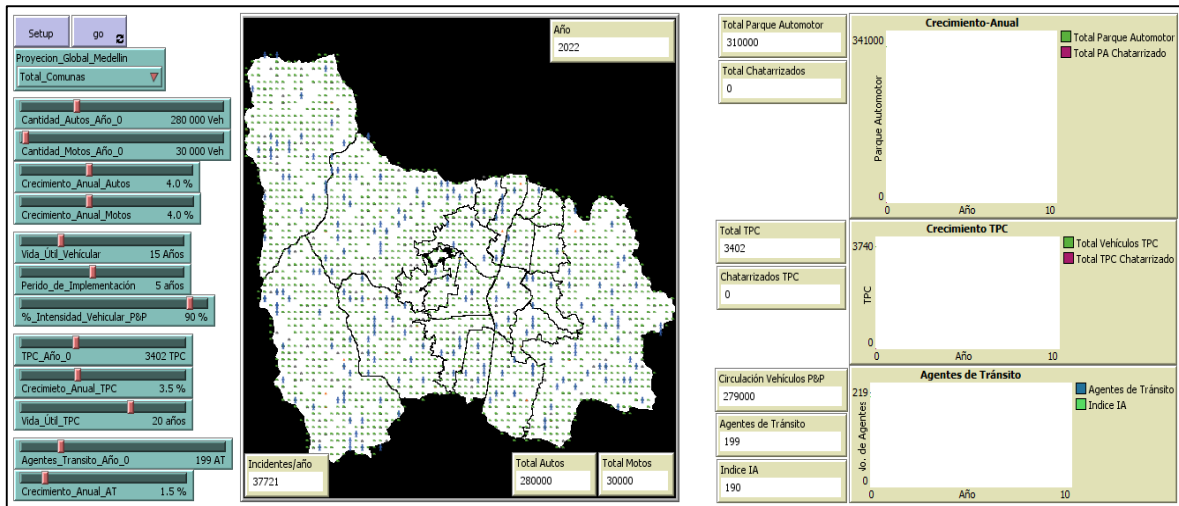 Setup
go
Proyecion_Global_Medellin
Total_Comunas
Cantidad_Autos_Año_0 280 000 Veh
Cantidad_Motos_Año_0 30 000 Veh
Crecimiento_Anual_Autos 4.0 %
Crecimiento_Anual_Motos 4.0 %
Vida_Útil_Vehicular 15 Años
Perido_de_Implementación 5 años
%_Intensidad_Vehicular_P&P 90 %
TPC_Año_0 3402 TPC
Crecimieto_Anual_TPC 3.5 %
Vida_Útil_TPC 20 años
Agentes_Transito_Año_0 199 AT
Crecimiento_Anual_AT 1.5 %
Año
2022
Incidentes/año
37721
Total Autos
280000
Total Motos
30000
Total Parque Automotor
310000
Total Chatarrizados
0
Crecimiento-Anual
341000
Parque Automotor
0
0
Año
10
Total Parque Automotor
Total PA Chatarrizado
Total TPC
3402
Chatarrizados TPC
0
Crecimiento TPC
3740
TPC
0
0
Año
10
Total Vehículos TPC
Total TPC Chatarrizado
Circulación Vehículos P&P
279000
Agentes de Tránsito
199
Indice IA
190
Agentes de Tránsito
219
No. de Agentes
0
0
Año
10
Agentes de Tránsito
Indice IA